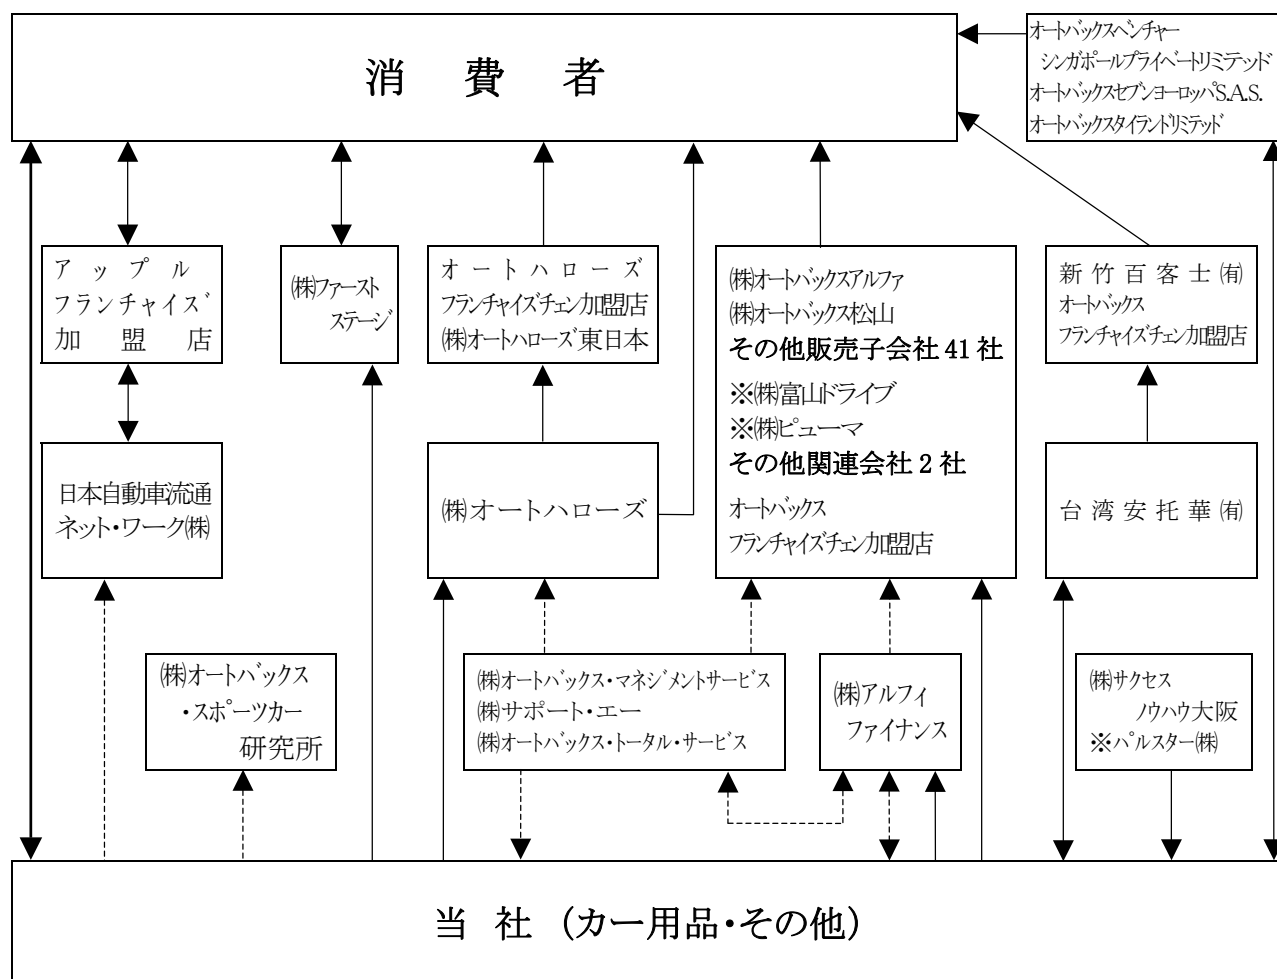 消費者
オートバックスベンチャー
シンガポールプライベートリミテッド
オートバックスセブンヨーロッパS.A.S.
オートバックスタイランドリミテッド
アップル
フランチャイズ
加盟店
㈱ファースト
ステージ
オートハローズ
フランチャイズチェン加盟店
㈱オートハローズ東日本
㈱オートバックスアルファ
㈱オートバックス松山
その他販売子会社41社
※㈱富山ドライブ
※㈱ピューマ
その他関連会社2社
オートバックス
フランチャイズチェン加盟店
新竹百客士㈲
オートバックス
フランチャイズチェン加盟店
日本自動車流通
ネット・ワーク㈱
㈱オートハローズ
台湾安托華㈲
㈱オートバックス
・スポーツカー
研究所
㈱オートバックス・マネジメントサービス
㈱サポート・エー
㈱オートバックス・トータル・サービス
㈱アルフィ
ファイナンス
㈱サクセス
ノウハウ大阪
※パルスター㈱
当社(カー用品・その他)